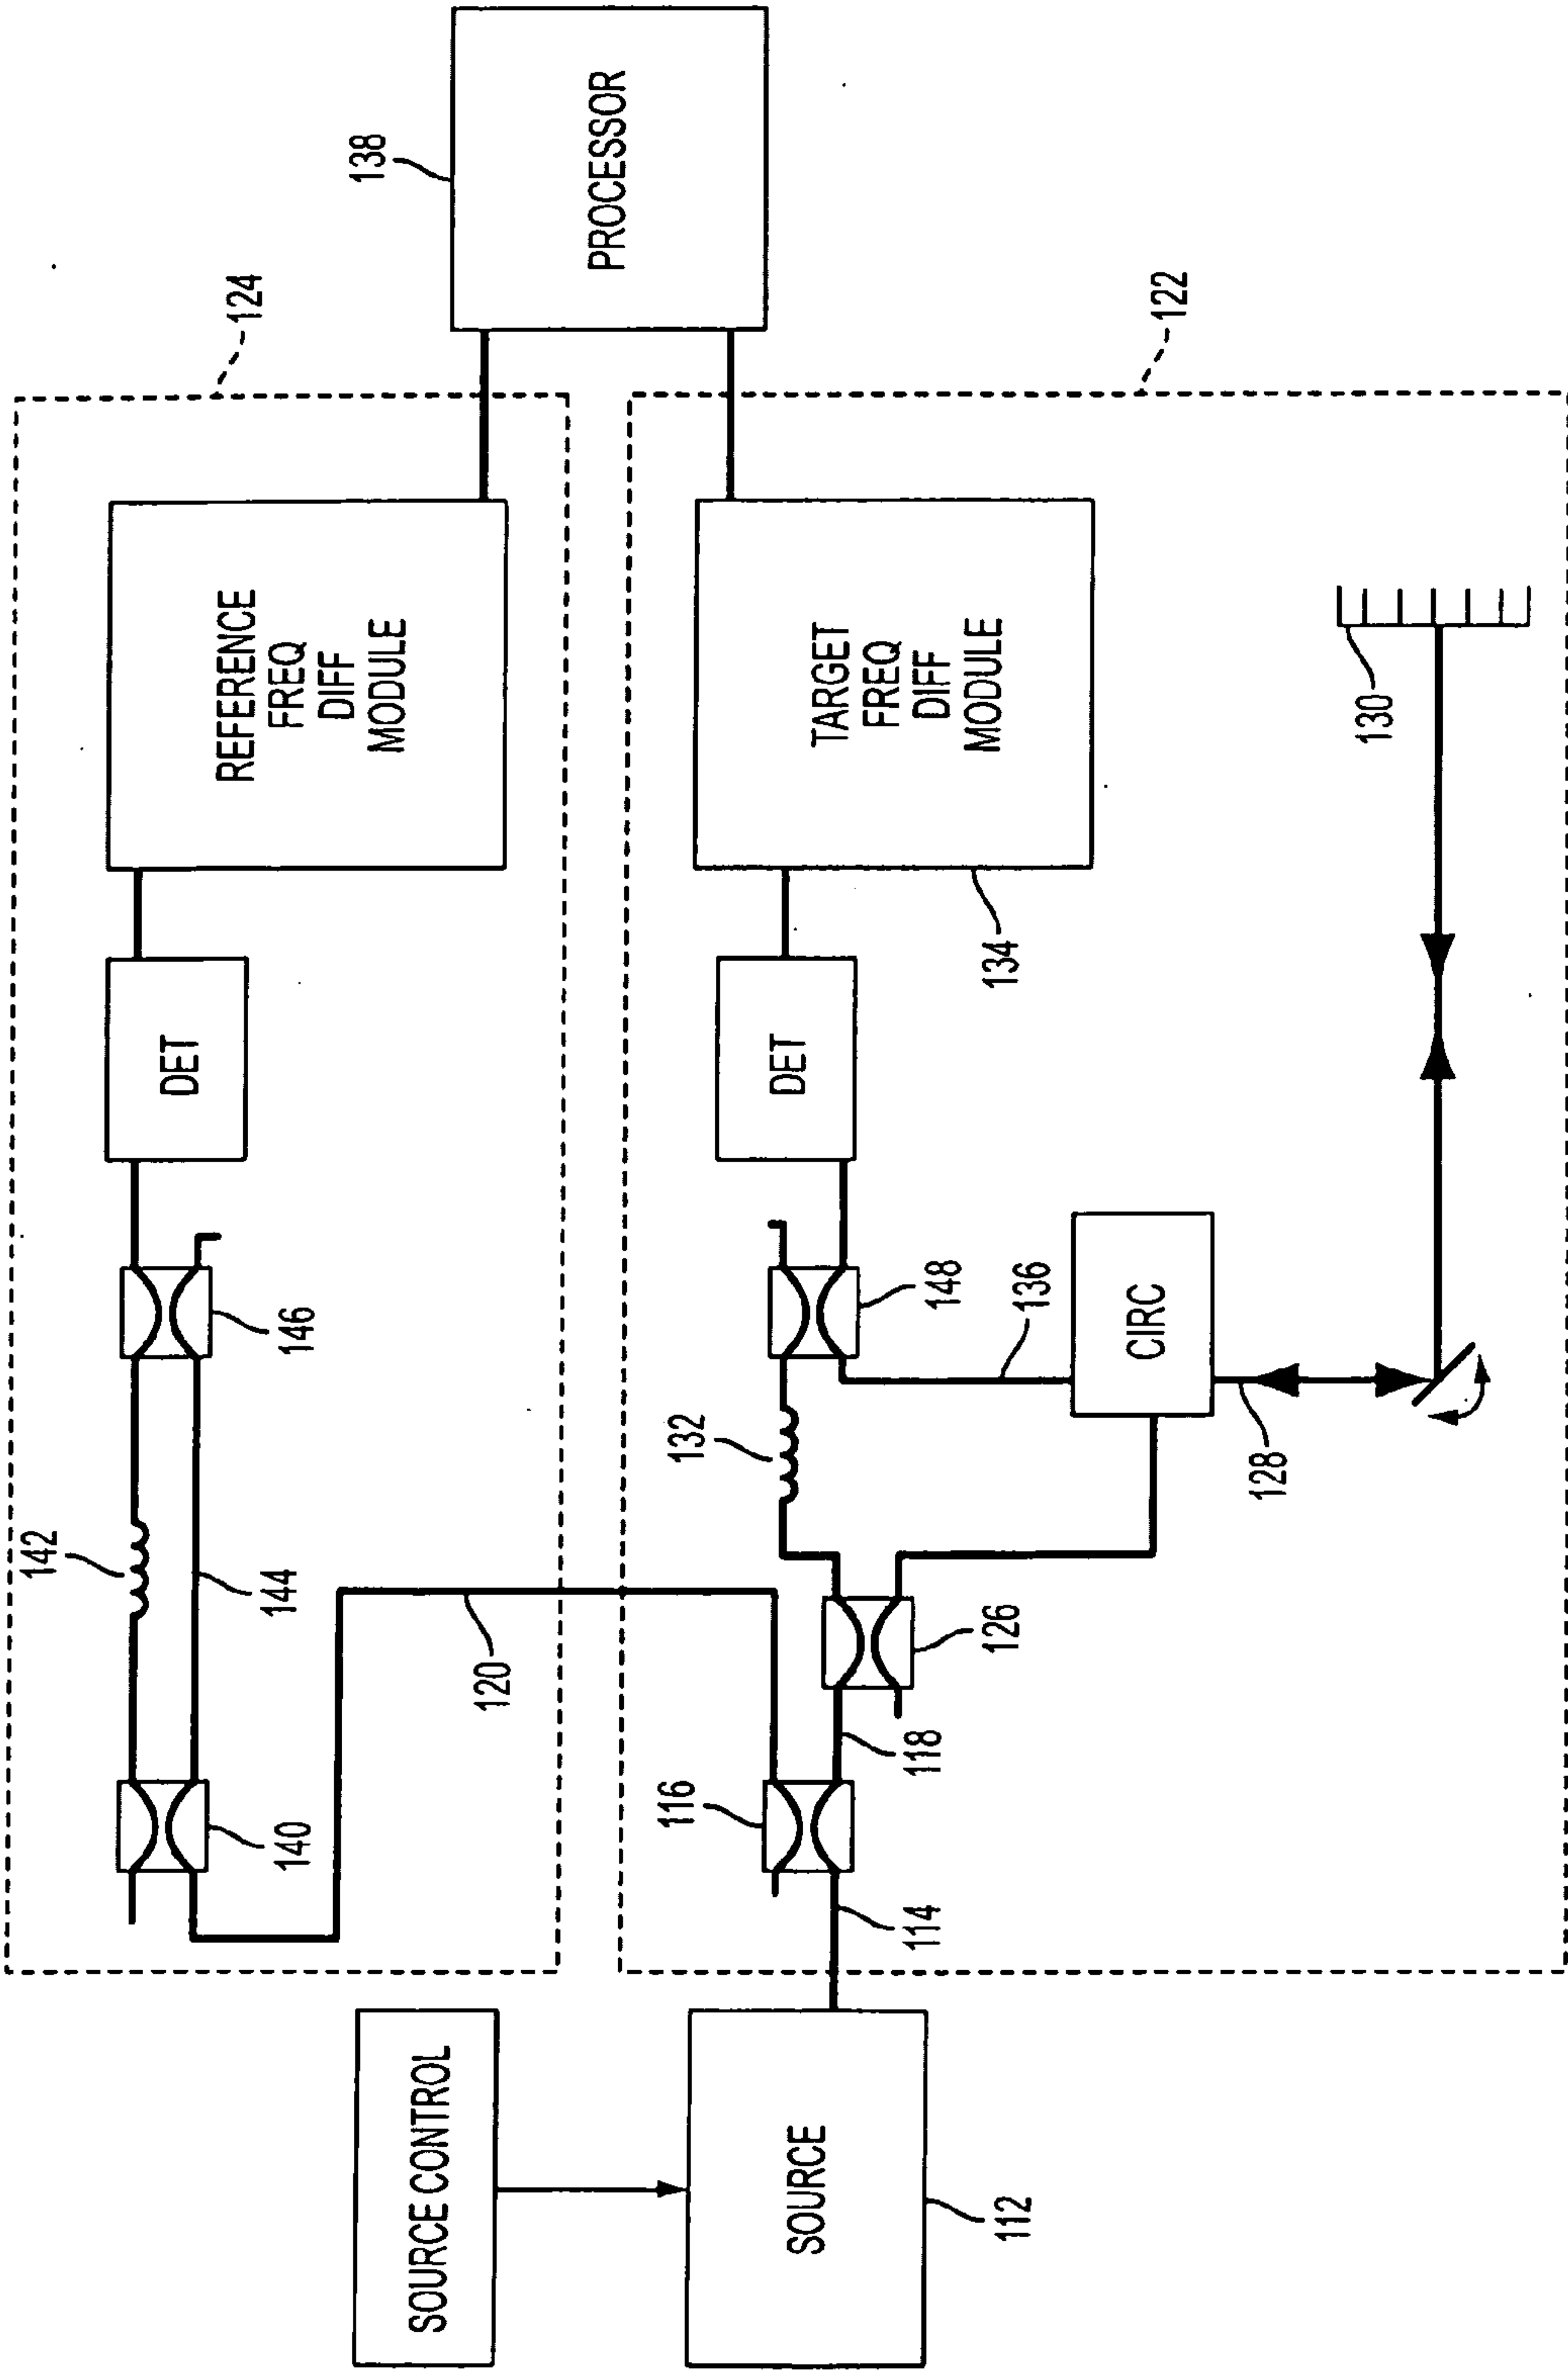 124
142
144
140
146
DET
REFERENCE
FREQ
DIFF
MODULE
138
PROCESSOR
120
SOURCE CONTROL
SOURCE
112
114
116
118
126
132
148
136
DET
TARGET
FREQ
DIFF
MODULE
134
CIRC
128
130
122